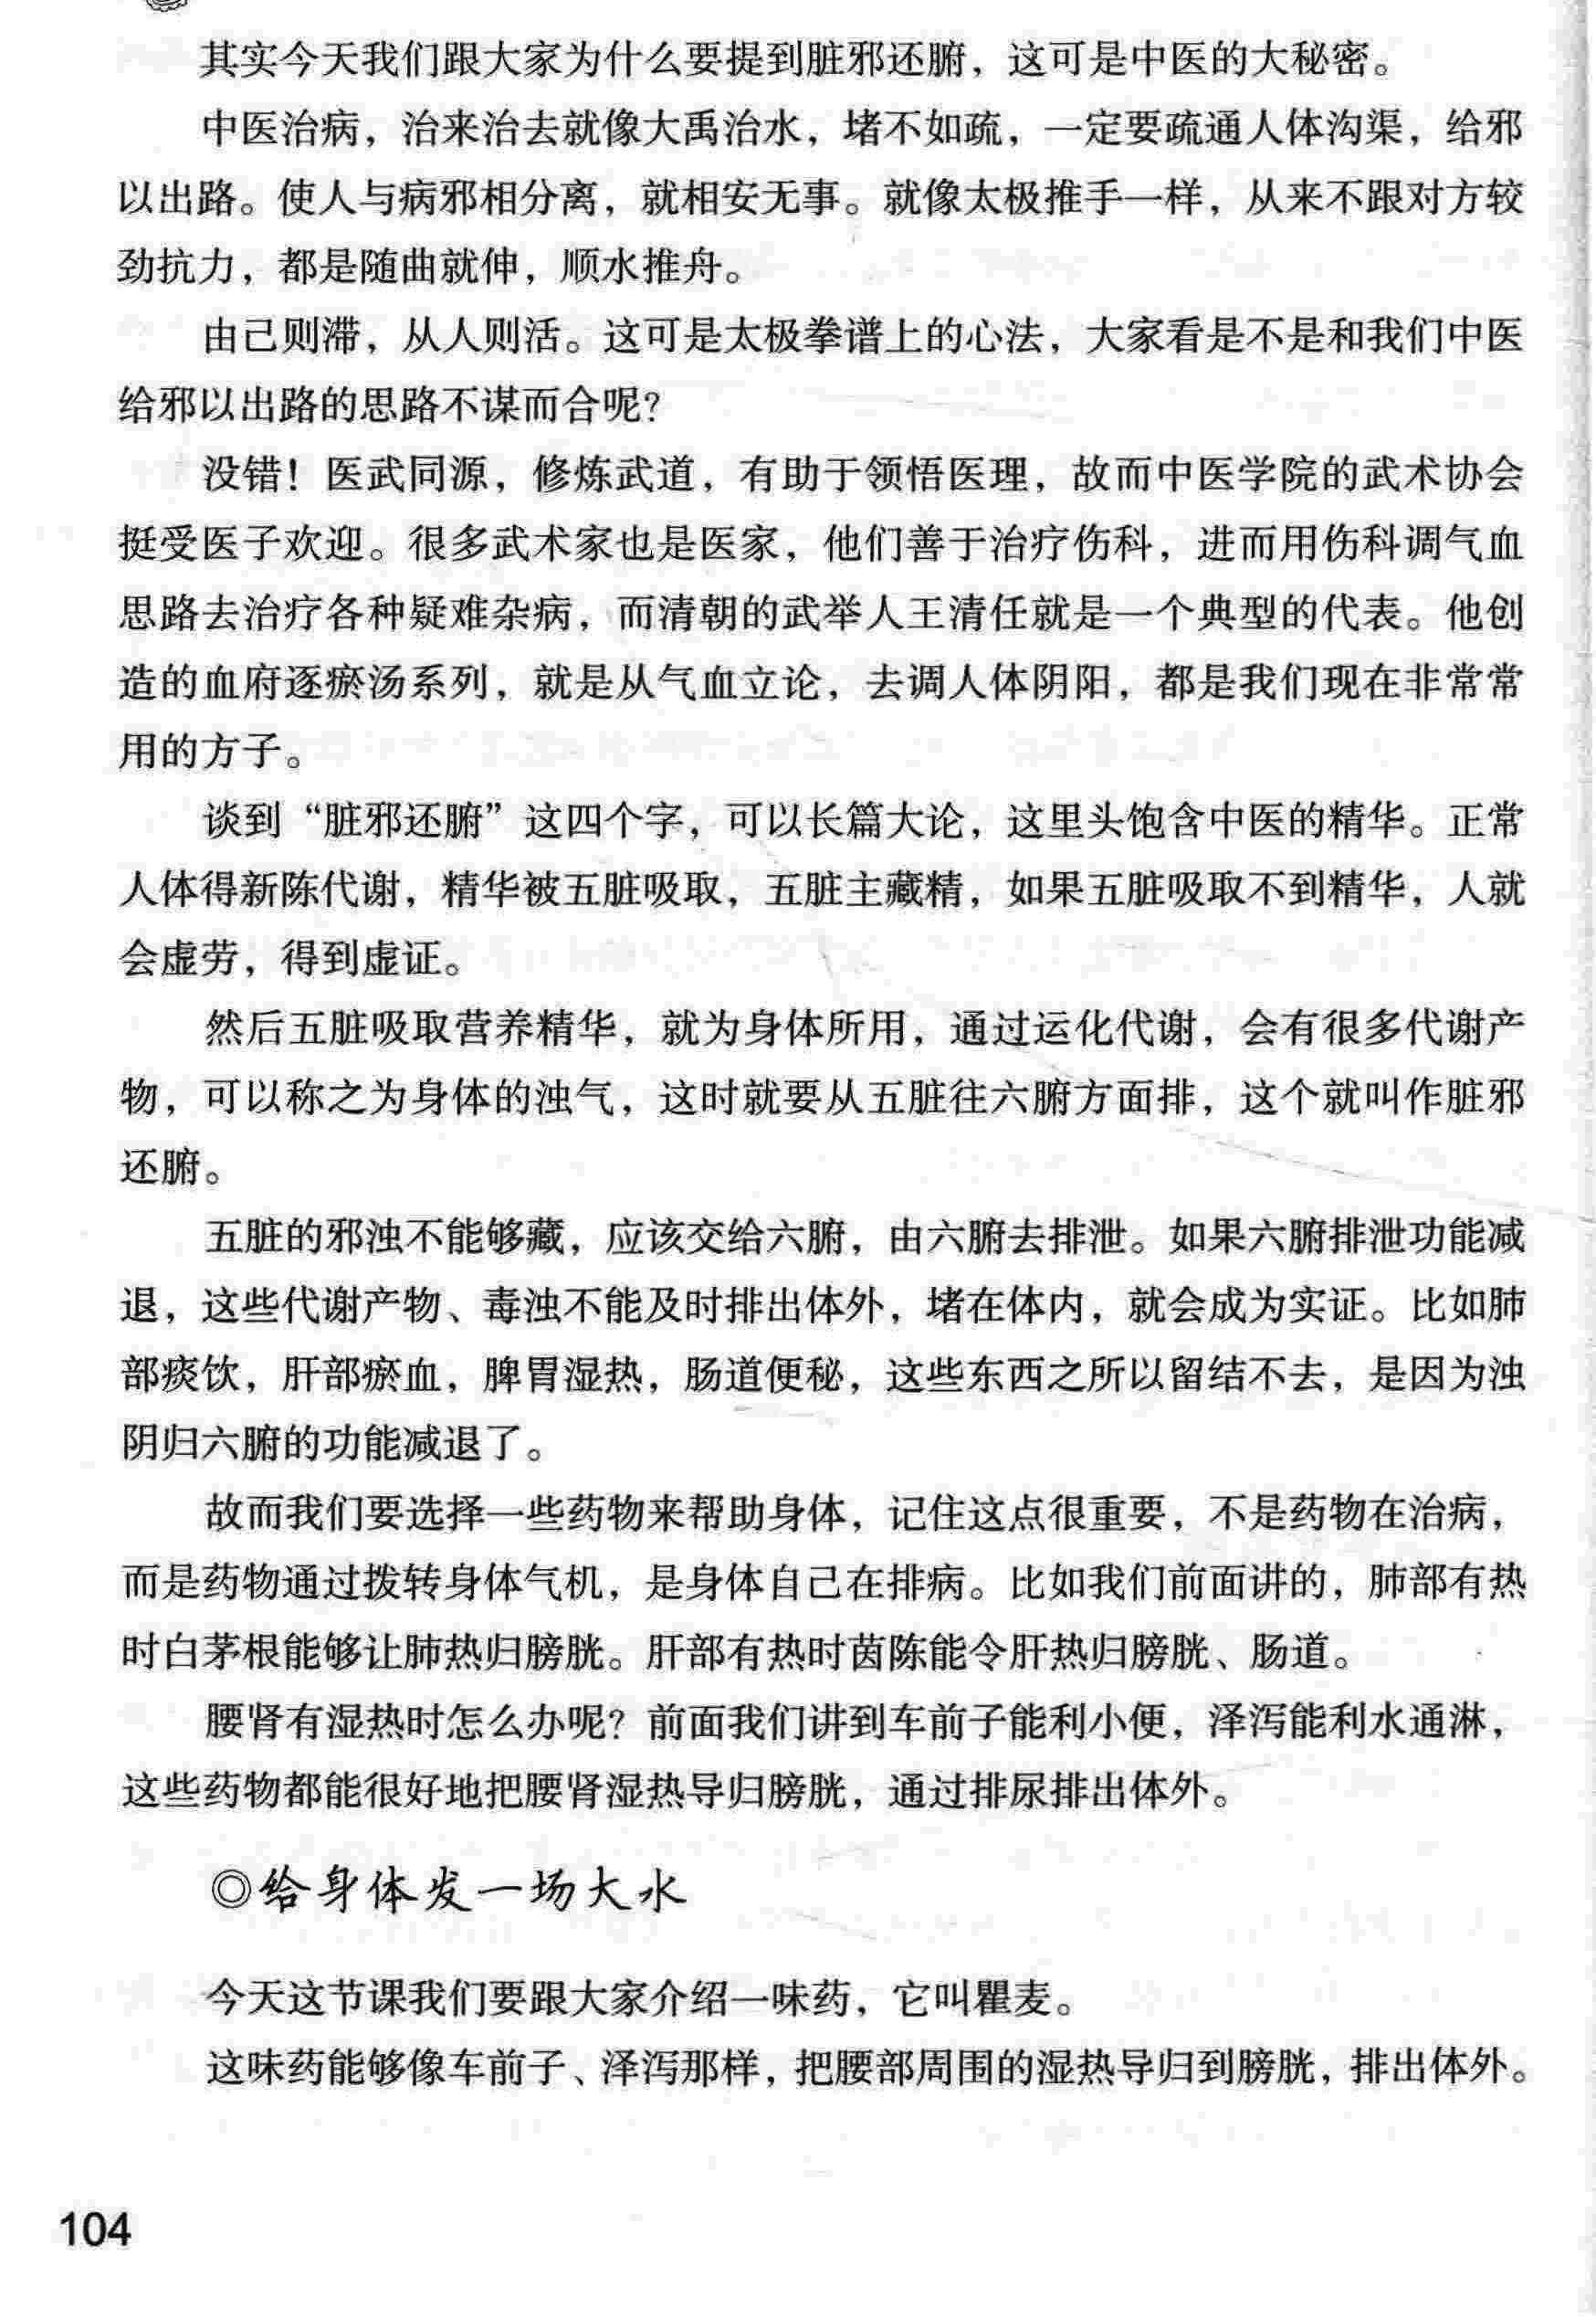 其实今天我们跟大家为什么要提到脏邪还腑，这可是中医的大秘密。
中医治病，治来治去就像大禹治水，堵不如疏，一定要疏通人体沟渠，给邪
以出路。使人与病邪相分离，就相安无事。就像太极推手一样，从来不跟对方较
劲抗力，都是随曲就伸，顺水推舟。
由己则滞，从人则活。这可是太极拳谱上的心法，大家看是不是和我们中医
给邪以出路的思路不谋而合呢？
没错！医武同源，修炼武道，有助于领悟医理，故而中医学院的武术协会
挺受医子欢迎。很多武术家也是医家，他们善于治疗伤科，进而用伤科调气血
思路去治疗各种疑难杂病，而清朝的武举人王清任就是一个典型的代表。他创
造的血府逐瘀汤系列，就是从气血立论，去调人体阴阳，都是我们现在非常常
用的方子。
谈到“脏邪还腑”这四个字，可以长篇大论，这里头饱含中医的精华。正常
人体得新陈代谢，精华被五脏吸取，五脏主藏精，如果五脏吸取不到精华，人就
会虚劳，得到虚证。
然后五脏吸取营养精华，就为身体所用，通过运化代谢，会有很多代谢产
物，可以称之为身体的浊气，这时就要从五脏往六腑方面排，这个就叫作脏邪
还腑。
五脏的邪浊不能够藏，应该交给六腑，由六腑去排泄。如果六腑排泄功能减
退，这些代谢产物、毒浊不能及时排出体外，堵在体内，就会成为实证。比如肺
部痰饮，肝部瘀血，脾胃湿热，肠道便秘，这些东西之所以留结不去，是因为浊
阴归六腑的功能减退了。
故而我们要选择一些药物来帮助身体，记住这点很重要，不是药物在治病，
而是药物通过拨转身体气机，是身体自己在排病。比如我们前面讲的，肺部有热
时白茅根能够让肺热归膀胱。肝部有热时茵陈能令肝热归膀胱、肠道。
腰肾有湿热时怎么办呢？前面我们讲到车前子能利小便，泽泻能利水通淋，
这些药物都能很好地把腰肾湿热导归膀胱，通过排尿排出体外。
◎给身体发一场大水
今天这节课我们要跟大家介绍一味药，它叫瞿麦。
这味药能够像车前子、泽泻那样，把腰部周围的湿热导归到膀胱，排出体外。
104